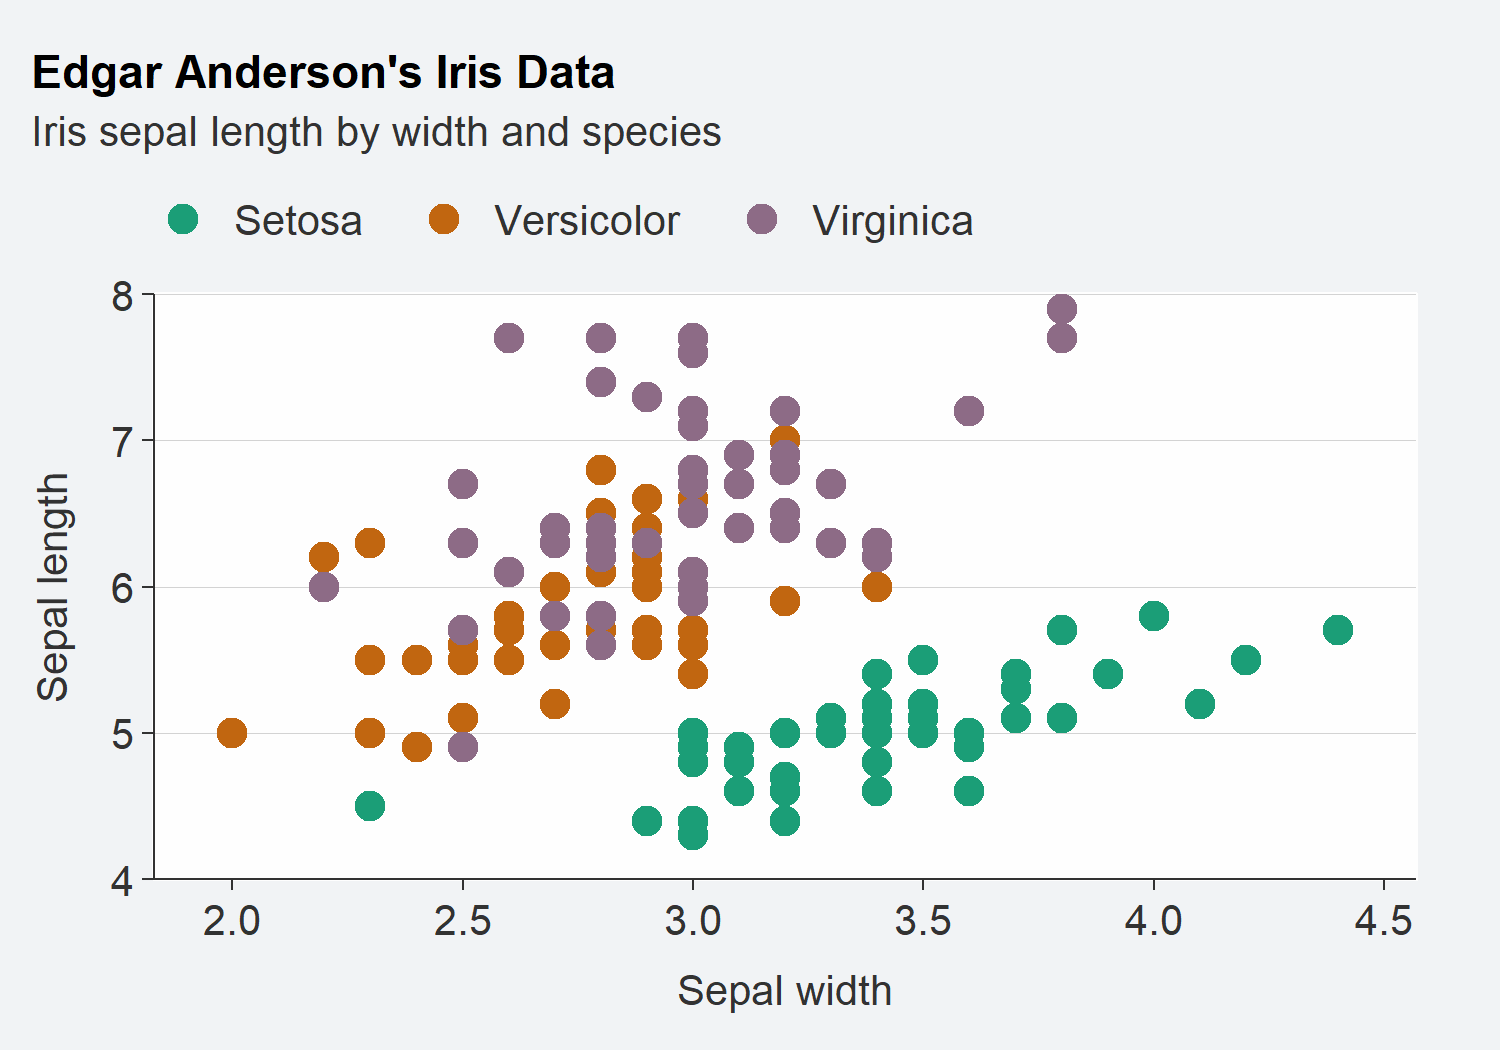 Edgar Anderson's Iris Data
Iris sepal length by width and species
Setosa Versicolor Virginica
8
7
6
5
4
Sepal length
2.0 2.5 3.0 3.5 4.0 4.5
Sepal width